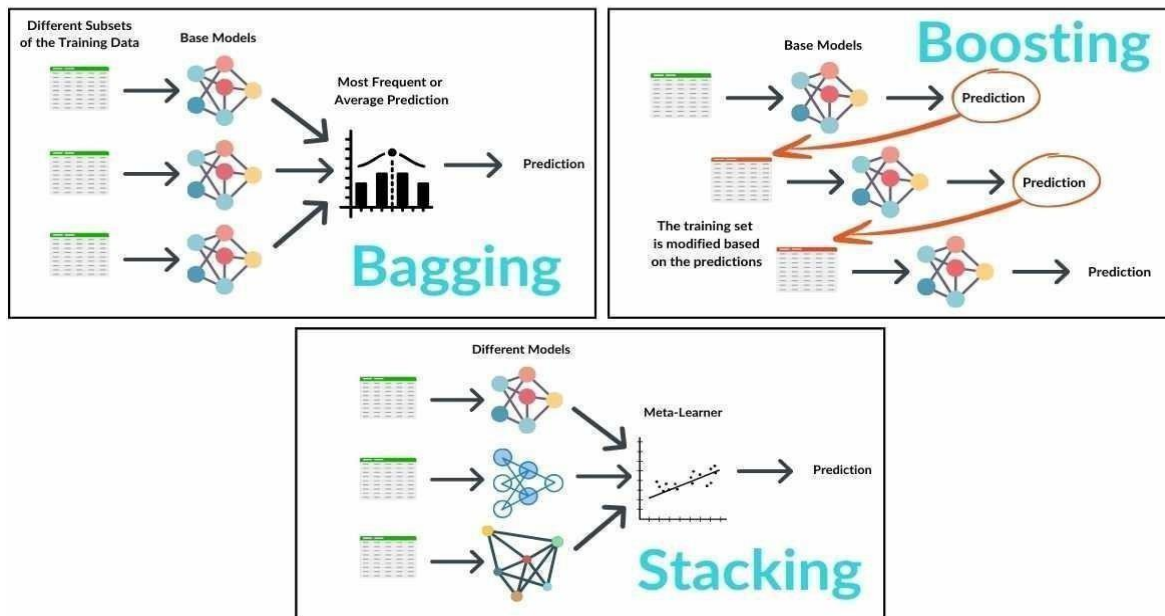 Different Subsets
of the Training Data
Base Models
Most Frequent or
Average Prediction
Prediction
Bagging
Boosting
Base Models
Prediction
Prediction
The training set
is modified based
on the predictions
Prediction
Different Models
Meta-Learner
Prediction
Stacking